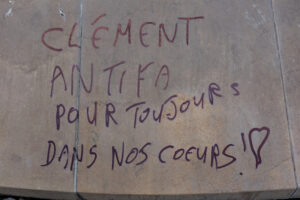 CLÉMENT
ANTIFA
POUR TOUJOURS
DANS NOS COEURS!♡